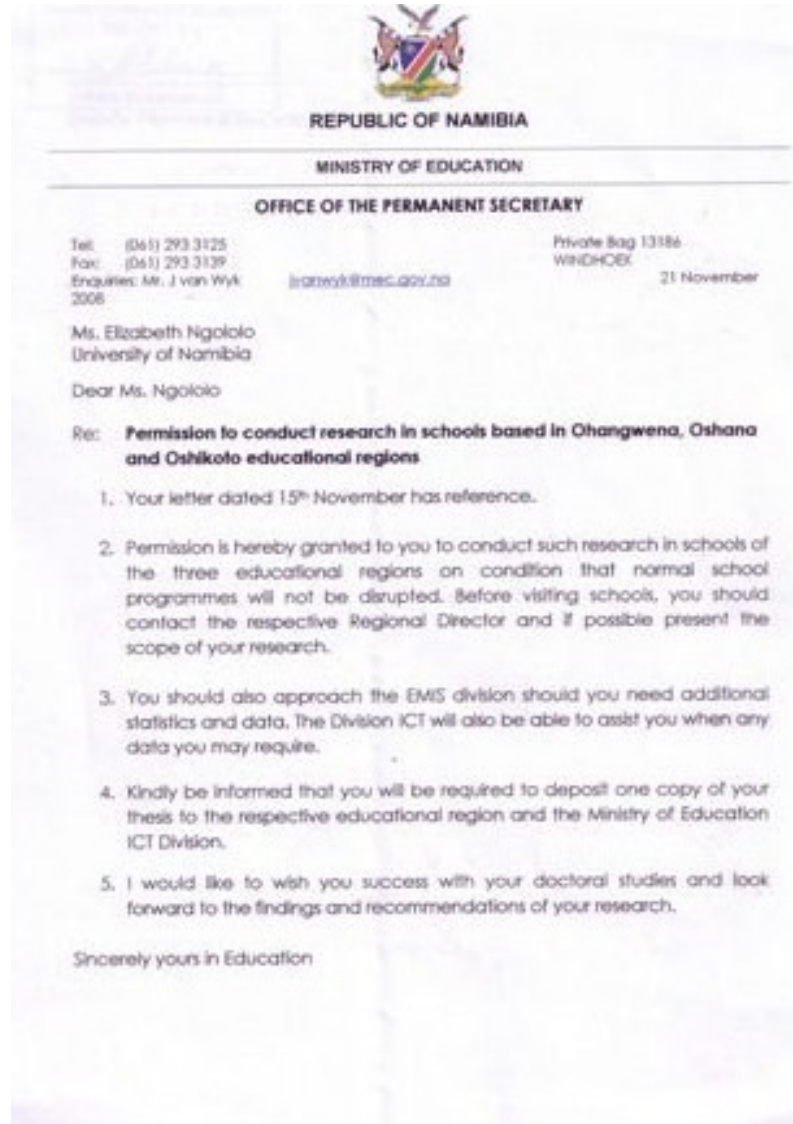 REPUBLIC OF NAMIBIA
MINISTRY OF EDUCATION
OFFICE OF THE PERMANENT SECRETARY
Tel: (061) 293 3125
Fax: (061) 293 3139
Enquiries: Mr. J van Wyk jvanwyk@mec.gov.na
2008
Private Bag 13186
WINDHOEK
21 November
Ms. Elizabeth Ngololo
University of Namibia
Dear Ms. Ngololo
Re: Permission to conduct research in schools based in Ohangwena, Oshana
and Oshikoto educational regions
1. Your letter dated 15th November has reference.
2. Permission is hereby granted to you to conduct such research in schools of
the three educational regions on condition that normal school
programmes will not be disrupted. Before visiting schools, you should
contact the respective Regional Director and if possible present the
scope of your research.
3. You should also approach the EMIS division should you need additional
statistics and data. The Division ICT will also be able to assist you when any
data you may require.
4. Kindly be informed that you will be required to deposit one copy of your
thesis to the respective educational region and the Ministry of Education
ICT Division.
5. I would like to wish you success with your doctoral studies and look
forward to the findings and recommendations of your research.
Sincerely yours in Education